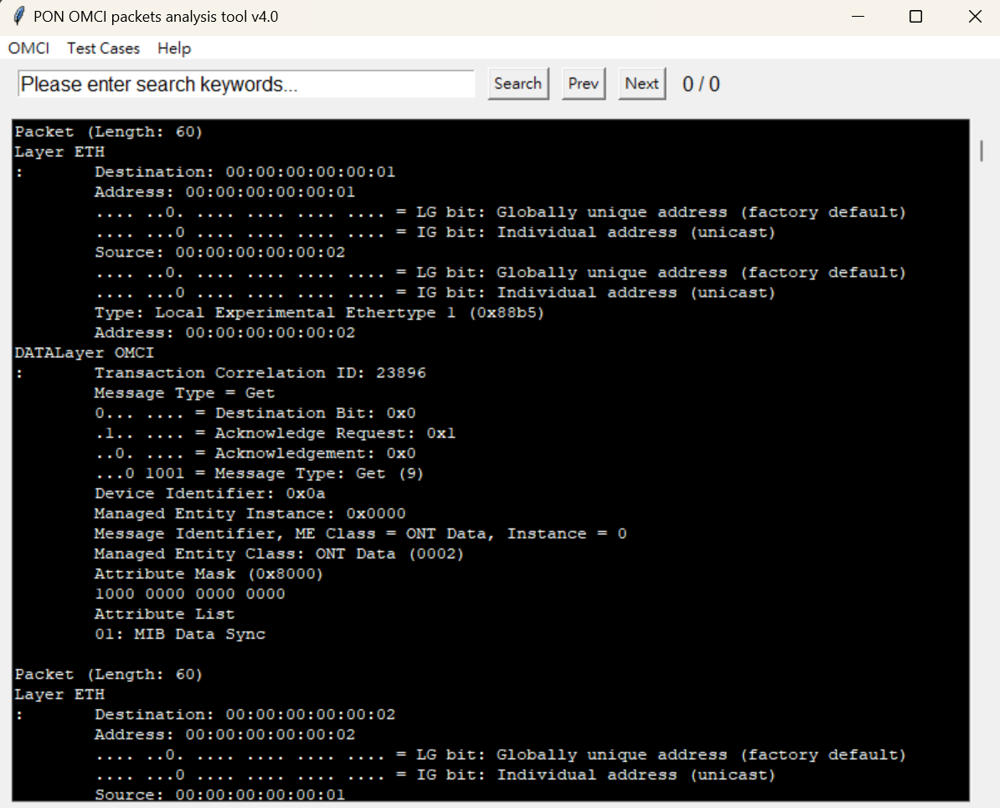 PON OMCI packets analysis tool v4.0
OMCI Test Cases Help
Please enter search keywords... Search Prev Next 0 / 0
Packet (Length: 60)
Layer ETH
: Destination: 00:00:00:00:00:01
Address: 00:00:00:00:00:01
.... ..0. .... .... .... .... = LG bit: Globally unique address (factory default)
.... ...0 .... .... .... .... = IG bit: Individual address (unicast)
Source: 00:00:00:00:00:02
.... ..0. .... .... .... .... = LG bit: Globally unique address (factory default)
.... ...0 .... .... .... .... = IG bit: Individual address (unicast)
Type: Local Experimental Ethertype 1 (0x88b5)
Address: 00:00:00:00:00:02
DATALayer OMCI
: Transaction Correlation ID: 23896
Message Type = Get
0... .... = Destination Bit: 0x0
.1.. .... = Acknowledge Request: 0x1
..0. .... = Acknowledgement: 0x0
...0 1001 = Message Type: Get (9)
Device Identifier: 0x0a
Managed Entity Instance: 0x0000
Message Identifier, ME Class = ONT Data, Instance = 0
Managed Entity Class: ONT Data (0002)
Attribute Mask (0x8000)
1000 0000 0000 0000
Attribute List
01: MIB Data Sync
Packet (Length: 60)
Layer ETH
: Destination: 00:00:00:00:00:02
Address: 00:00:00:00:00:02
.... ..0. .... .... .... .... = LG bit: Globally unique address (factory default)
.... ...0 .... .... .... .... = IG bit: Individual address (unicast)
Source: 00:00:00:00:00:01